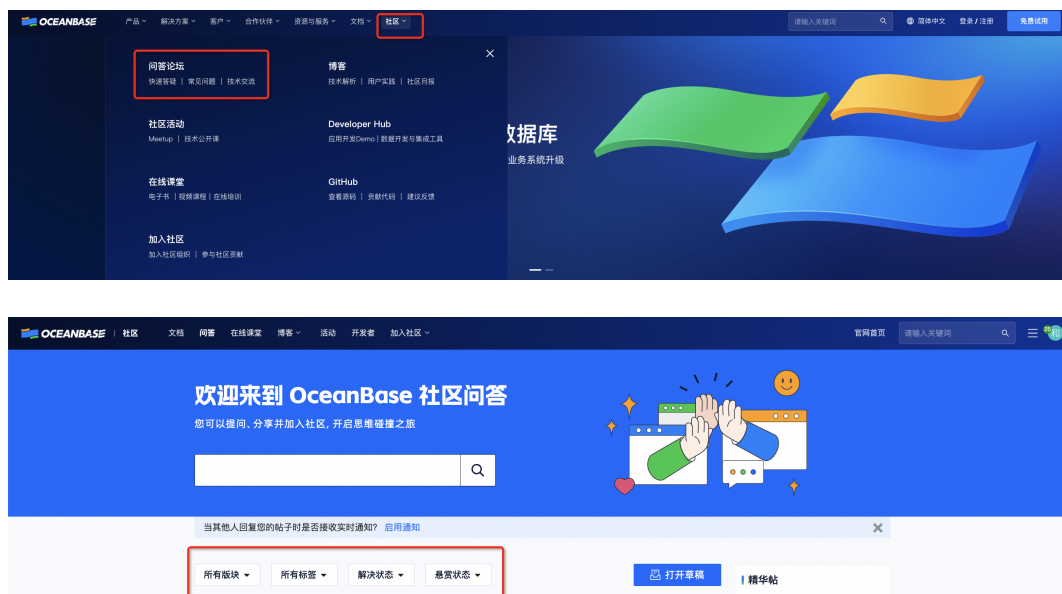 OCEANBASE 产品 解决方案 客户 合作伙伴 资源与服务 文档 社区 请输入关键词 简体中文 登录 / 注册 免费试用
问答论坛 博客
快速答疑 | 常见问题 | 技术交流 技术解析 | 用户实践 | 社区月报
社区活动 Developer Hub
Meetup | 技术公开课 应用开发Demo | 数据开发与集成工具
数据库
业务系统升级
在线课堂 GitHub
电子书 | 视频课程 | 在线培训 查看源码 | 贡献代码 | 建议反馈
加入社区
加入社区组织 | 参与社区贡献
OCEANBASE | 社区 文档 问答 在线课堂 博客 活动 开发者 加入社区 官网首页 请输入关键词 和
欢迎来到 OceanBase 社区问答
您可以提问、分享并加入社区, 开启思维碰撞之旅
当其他人回复您的帖子时是否接收实时通知? 启用通知
所有版块 所有标签 解决状态 悬赏状态 打开草稿 精华帖